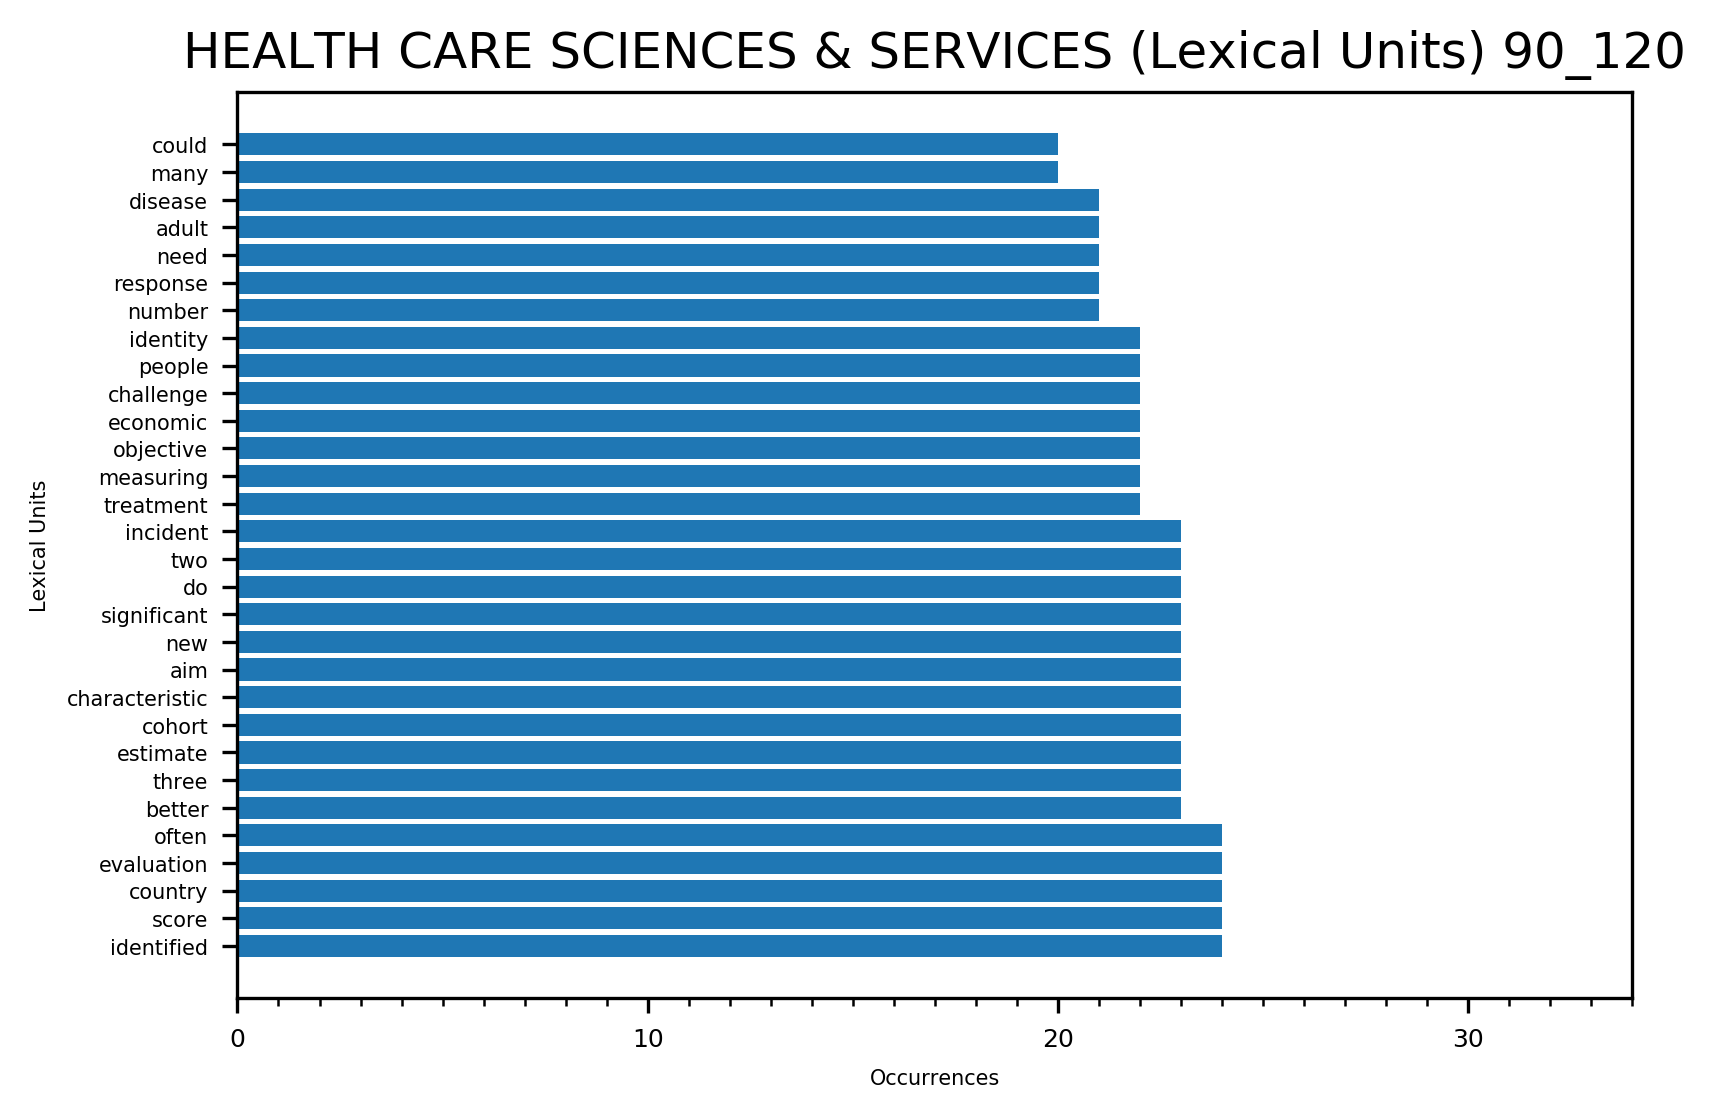 HEALTH CARE SCIENCES & SERVICES (Lexical Units) 90_120
could
many
disease
adult
need
response
number
identity
people
challenge
economic
objective
measuring
treatment
incident
two
do
significant
new
aim
characteristic
cohort
estimate
three
better
often
evaluation
country
score
identified
Lexical Units
0 10 20 30
Occurrences